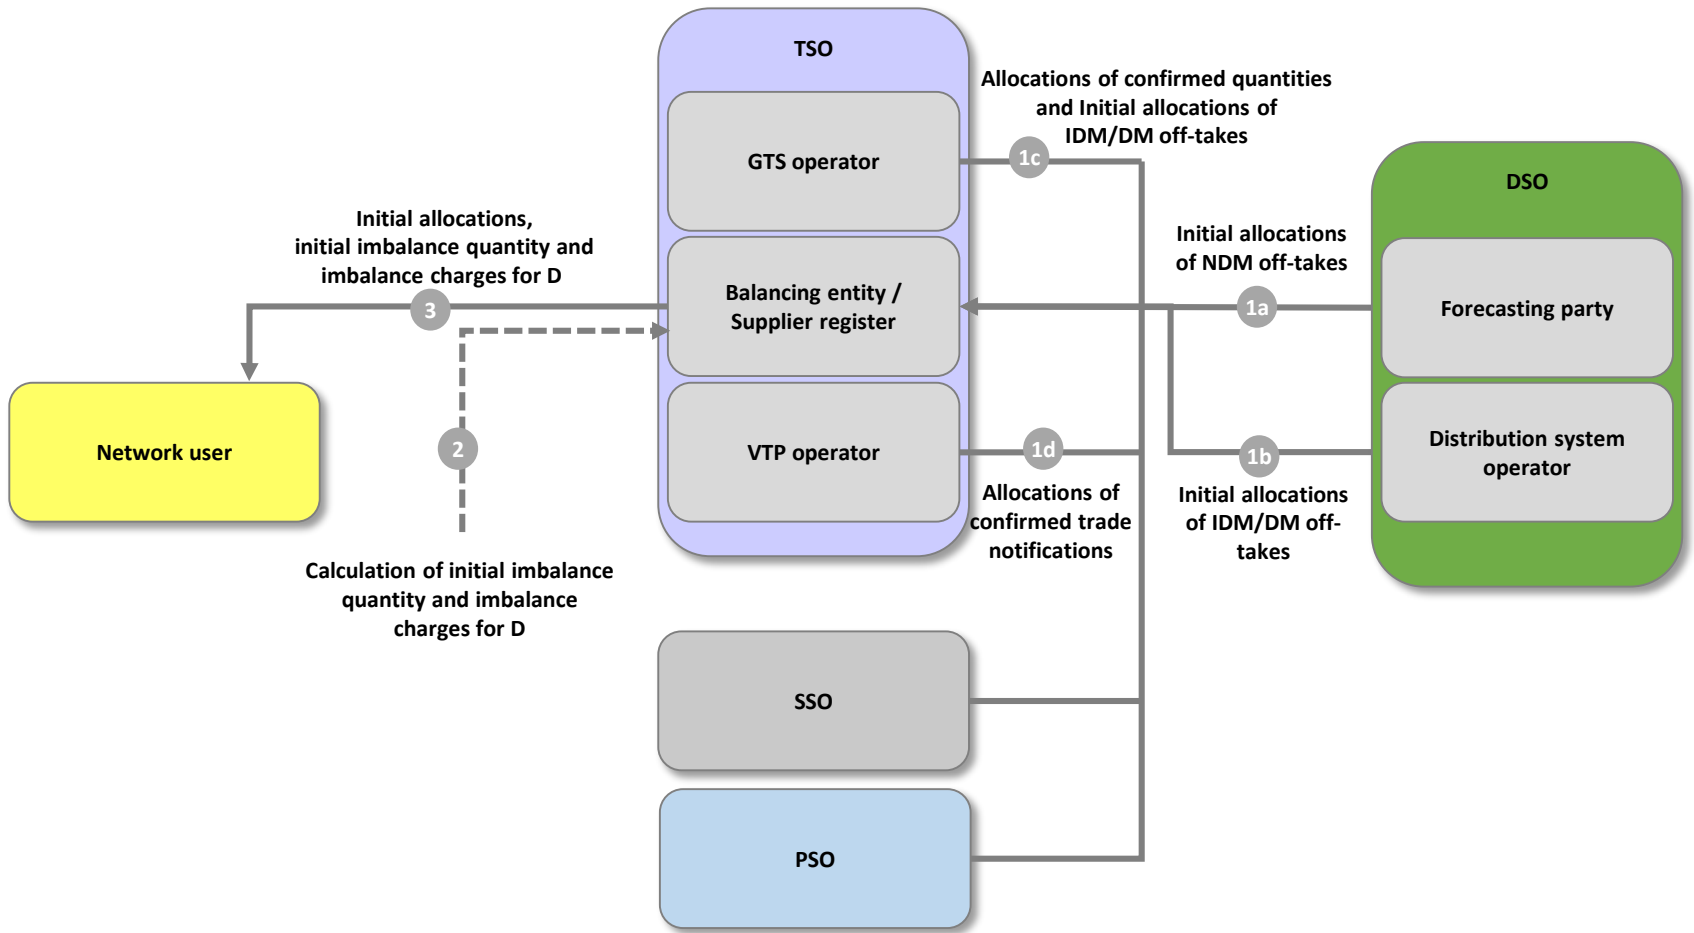 TSO
Allocations of confirmed quantities
and Initial allocations of
IDM/DM off-takes
GTS operator
1c
DSO
Initial allocations,
initial imbalance quantity and
imbalance charges for D
Initial allocations
of NDM off-takes
3
Balancing entity /
Supplier register
1a
Forecasting party
Network user
2
VTP operator
1d
1b
Distribution system
operator
Allocations of
confirmed trade
notifications
Initial allocations
of IDM/DM off-
takes
Calculation of initial imbalance
quantity and imbalance
charges for D
SSO
PSO